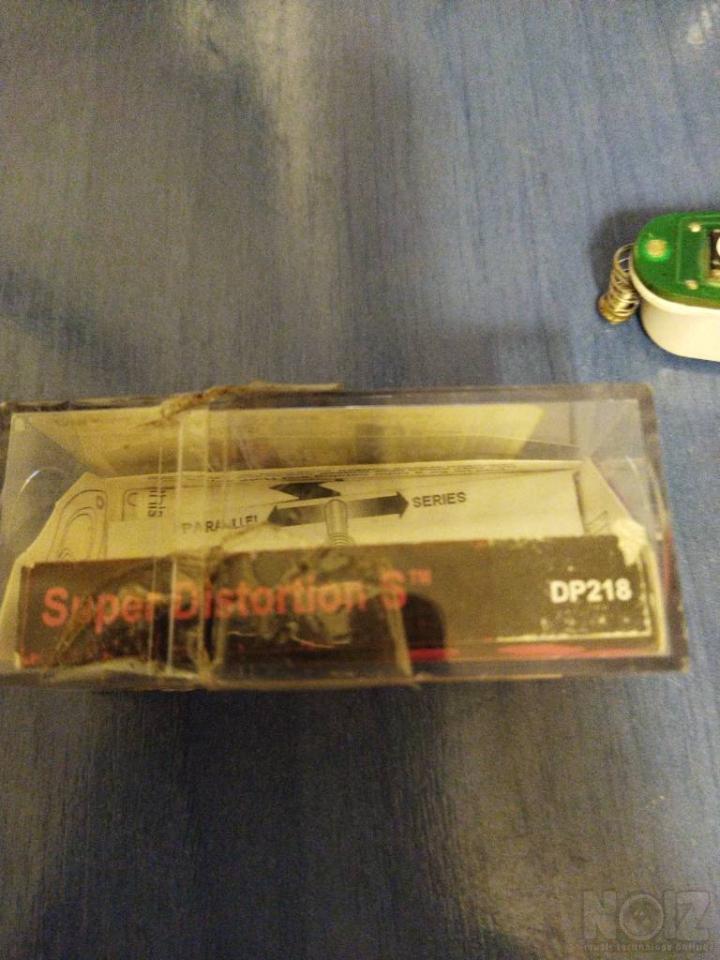 PARALLEL
SERIES
Super Distortion S™
DP218
NOIZ